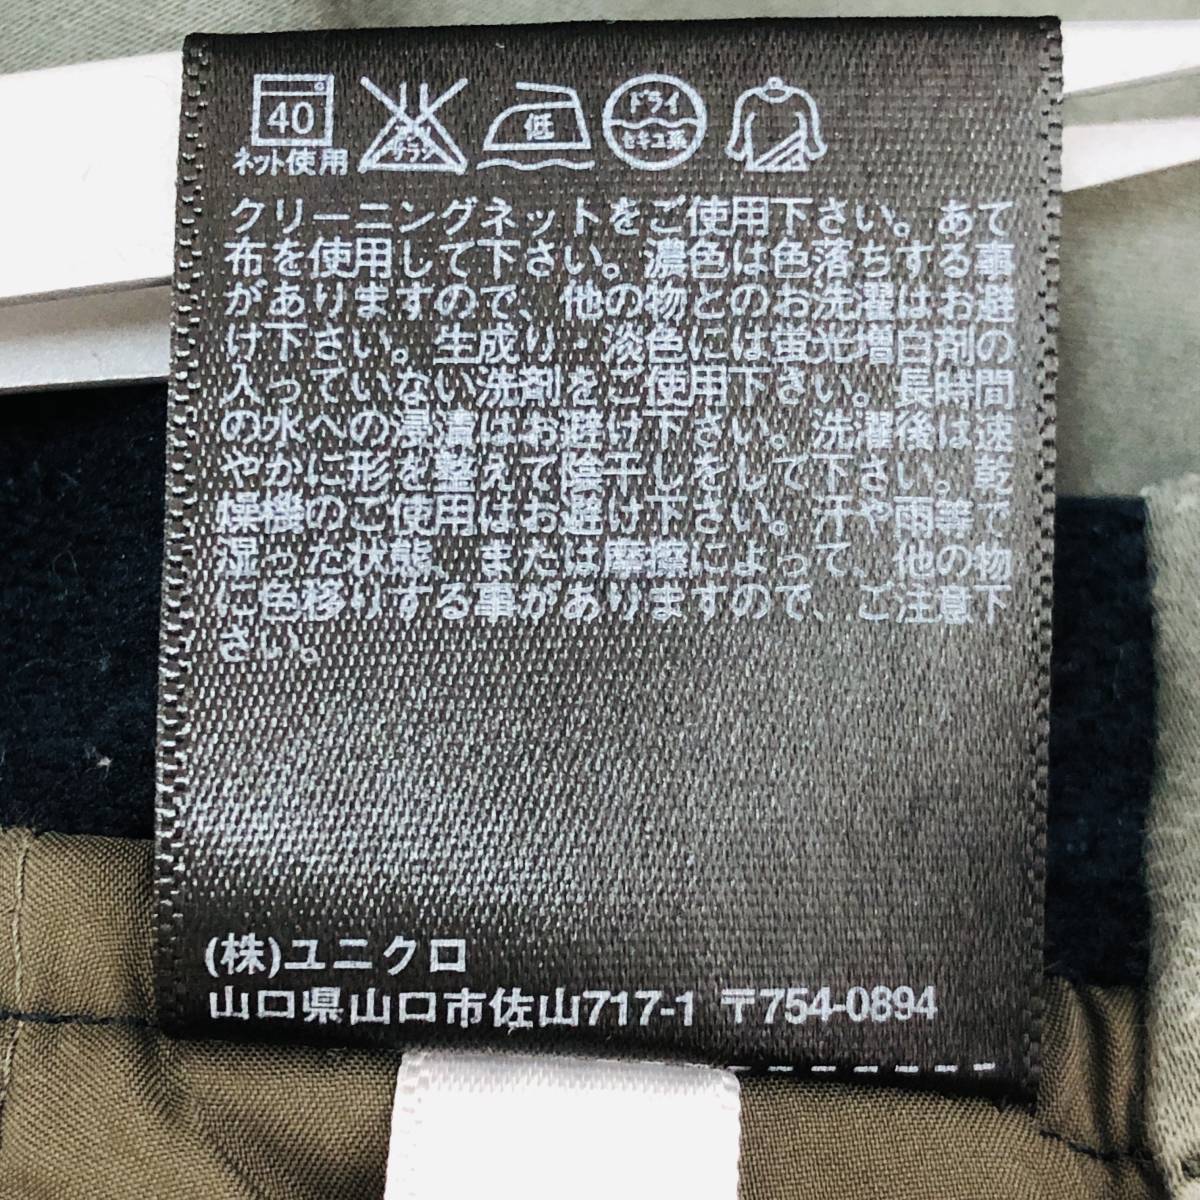 40
ネット使用
エンソ
サラシ
低
ドライ
セキユ系
クリーニングネットをご使用下さい。あて
布を使用して下さい。濃色は色落ちする事
がありますので、他の物とのお洗濯はお避
け下さい。生成り・淡色には蛍光増白剤の
入っていない洗剤をご使用下さい。長時間
の水への浸漬はお避け下さい。洗濯後は速
やかに形を整えて陰干しをして下さい。乾
燥機のご使用はお避け下さい。汗や雨等で
湿った状態、または摩擦によって、他の物
に色移りする事がありますので、ご注意下
さい。
(株)ユニクロ
山口県山口市佐山717-1 〒754-0894